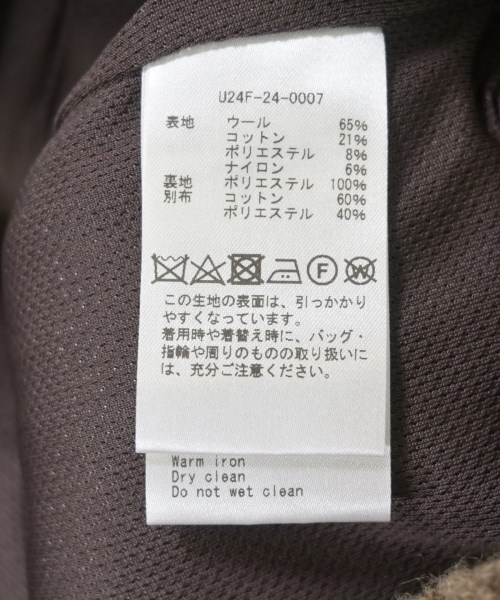 U24F-24-0007
表地 ウール 65%
コットン 21%
ポリエステル 8%
ナイロン 6%
裏地 ポリエステル 100%
別布 コットン 60%
ポリエステル 40%
F W
この生地の表面は、引っかかり
やすくなっています。
着用時や着替え時に、バッグ・
指輪や周りのものの取り扱いに
は、充分ご注意ください。
Warm iron
Dry clean
Do not wet clean